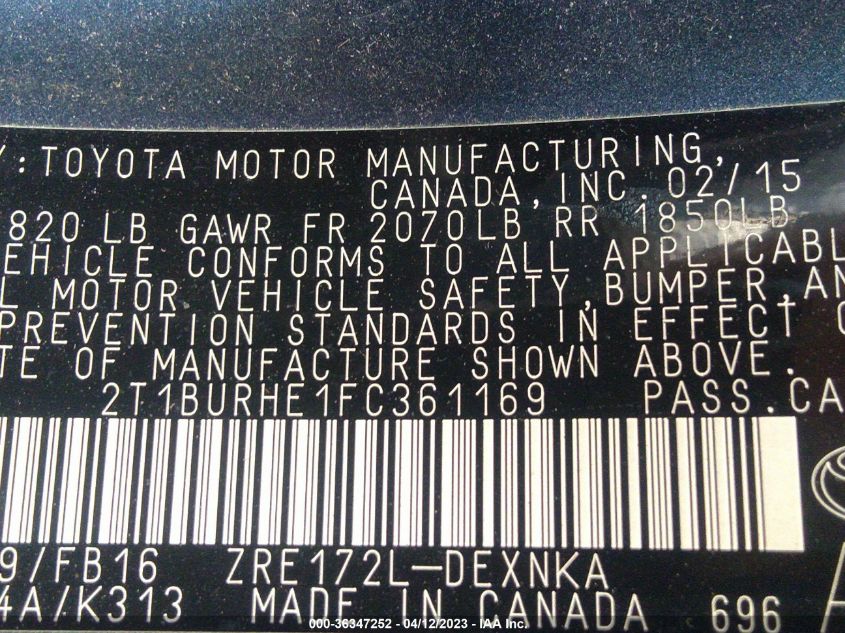 Y:TOYOTA MOTOR MANUFACTURING,
CANADA,INC. 02/15
820 LB GAWR FR 2070LB RR 1850LB
EHICLE CONFORMS TO ALL APPLICABL
L MOTOR VEHICLE SAFETY,BUMPER,AN
PREVENTION STANDARDS IN EFFECT O
TE OF MANUFACTURE SHOWN ABOVE.
2T1BURHE1FC361169 PASS.CA
9/FB16 ZRE172L-DEXNKA
4A/K313 MADE IN CANADA 696
000-36347252 - 04/12/2023 - IAA Inc.